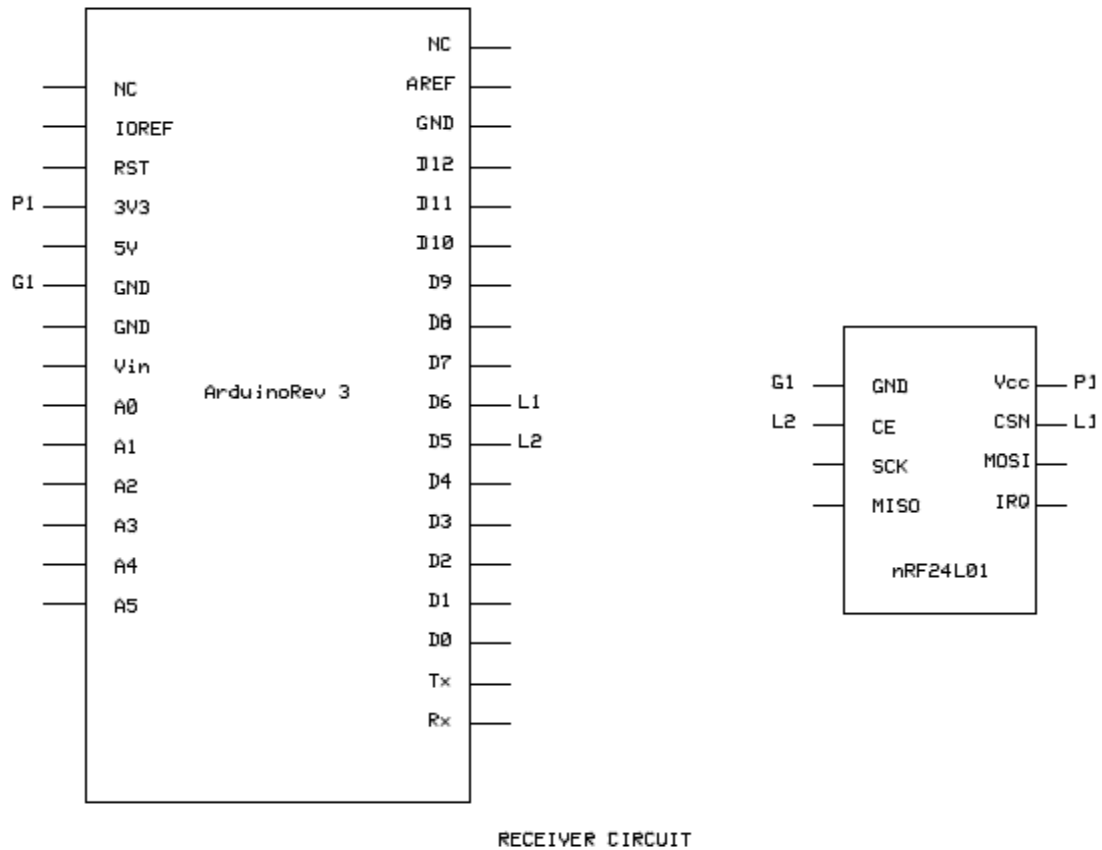 NC
NC
AREF
IOREF
GND
RST
D12
P1
3V3
D11
5V
D10
G1
GND
D9
GND
D8
Vin
D7
ArduinoRev 3
A0
D6
L1
A1
D5
L2
A2
D4
A3
D3
A4
D2
A5
D1
D0
Tx
Rx
G1
GND
Vcc
P1
L2
CE
CSN
L1
SCK
MOSI
MISO
IRQ
nRF24L01
RECEIVER CIRCUIT